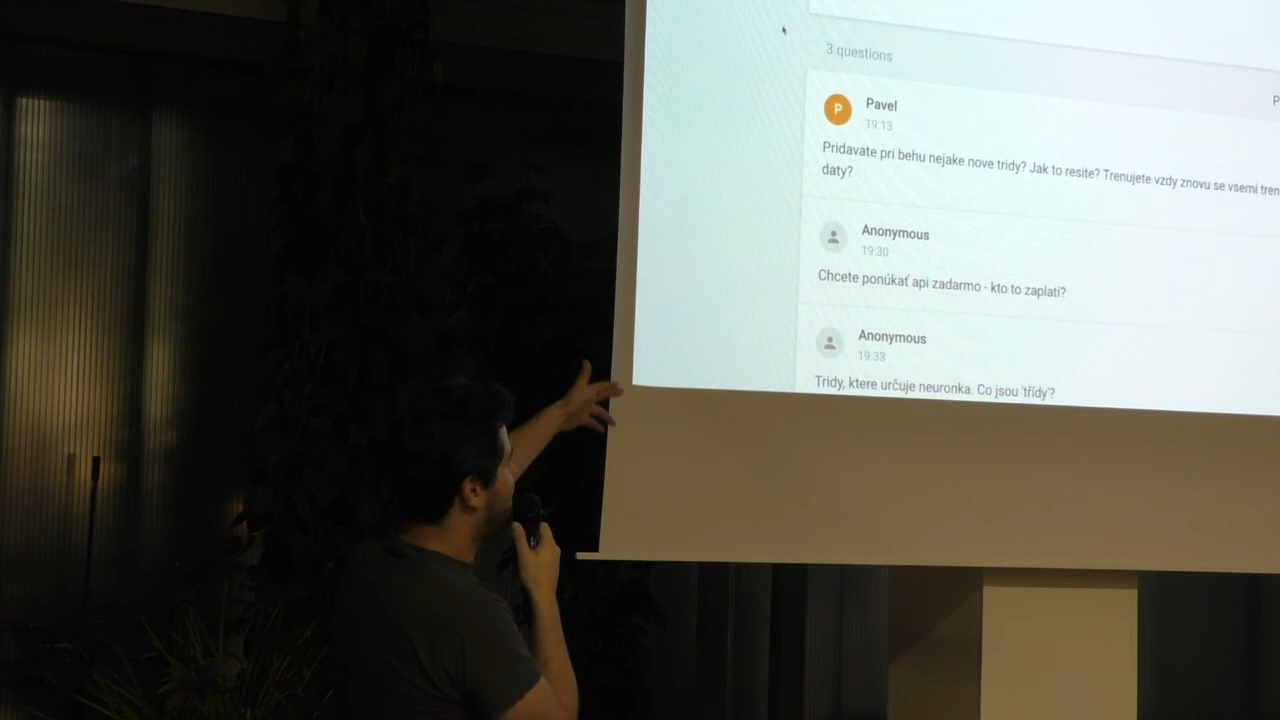 3 questions
P
P
Pavel
19:13
Pridavate pri behu nejake nove tridy? Jak to resite? Trenujete vzdy znovu se vsemi tren
daty?
Anonymous
19:30
Chcete ponúkať api zadarmo - kto to zaplatí?
Anonymous
19:33
Tridy, ktere určuje neuronka. Co jsou 'třídy'?